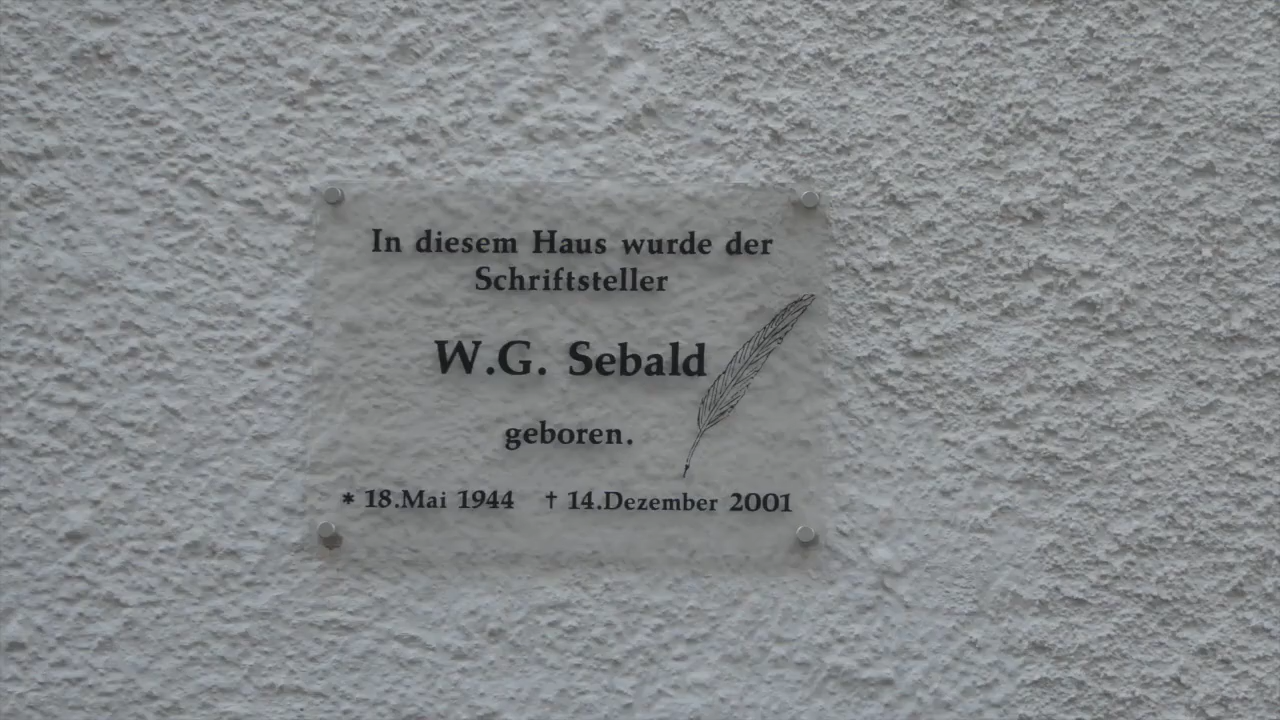 In diesem Haus wurde der
Schriftsteller
W.G. Sebald
geboren.
* 18.Mai 1944 † 14.Dezember 2001